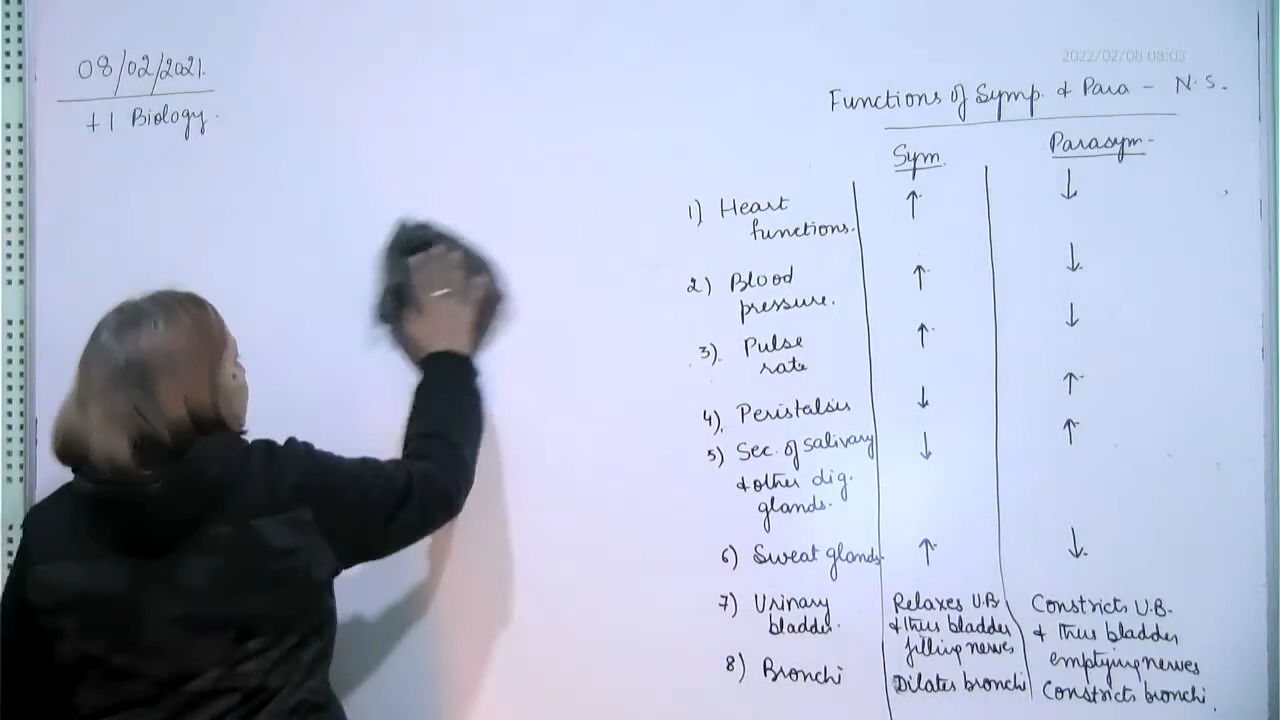 08/02/2021.
+1 Biology.
2022/02/08 08:03
Functions of Symp. & Para - N.S.
Sym. Parasym-
1) Heart functions. ↑ ↓
2) Blood pressure. ↑ ↓
3) Pulse rate ↑ ↓
4) Peristalsis ↓ ↑
5) Sec. of salivary & other dig. glands. ↓ ↑
6) Sweat glands ↑ ↓
7) Urinary bladder. Relaxes U.B & thus bladder filling nerves Constricts U.B. & thus bladder emptying nerves
8) Bronchi Dilates bronchi Constricts bronchi.